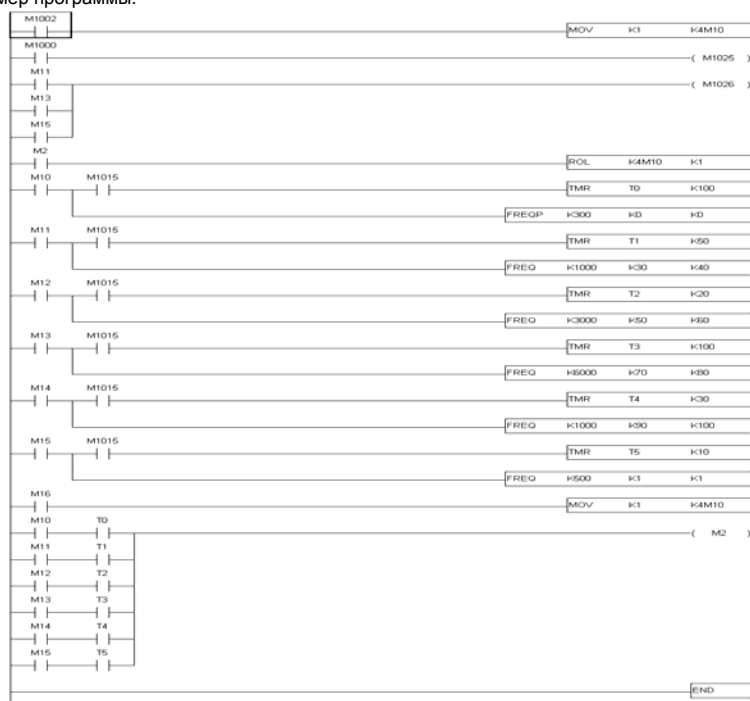 мер программы:
M1002
MOV K1 K4M10
M1000
( M1025 )
M11
( M1026 )
M13
M15
M2
ROL K4M10 K1
M10 M1015
TMR T0 K100
FREQP K300 K0 K0
M11 M1015
TMR T1 K50
FREQ K1000 K30 K40
M12 M1015
TMR T2 K20
FREQ K3000 K50 K60
M13 M1015
TMR T3 K100
FREQ K6000 K70 K80
M14 M1015
TMR T4 K30
FREQ K1000 K90 K100
M15 M1015
TMR T5 K10
FREQ K500 K1 K1
M16
MOV K1 K4M10
M10 T0
( M2 )
M11 T1
M12 T2
M13 T3
M14 T4
M15 T5
END